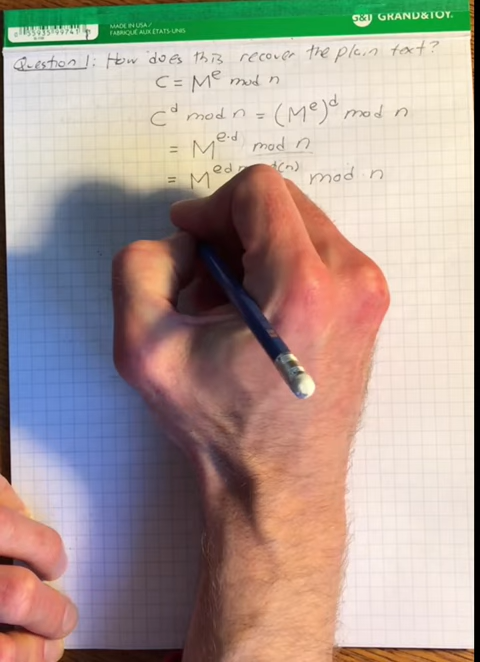 MADE IN USA /
FABRIQUÉ AUX ÉTATS-UNIS
G&T GRAND&TOY.
Question 1: How does this recover the plain text?
C = M^e mod n
C^d mod n = (M^e)^d mod n
= M^{e·d} mod n
= M^{ed (n)} mod n